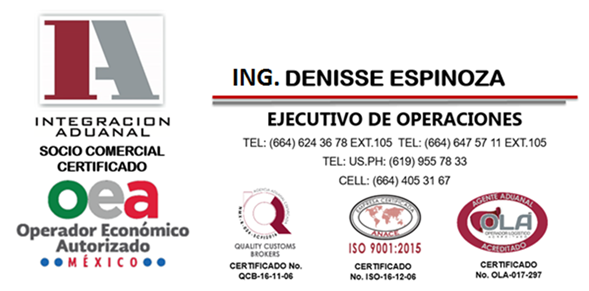 IA
INTEGRACION
ADUANAL
SOCIO COMERCIAL
CERTIFICADO
oea
Operador Económico
Autorizado
MÉXICO
ING. DENISSE ESPINOZA
EJECUTIVO DE OPERACIONES
TEL: (664) 624 36 78 EXT.105 TEL: (664) 647 57 11 EXT.105
TEL: US.PH: (619) 955 78 33
CELL: (664) 405 31 67
QUALITY CUSTOMS
BROKERS
CERTIFICADO No.
QCB-16-11-06
EMPRESA CERTIFICADA
ANACE
ISO 9001:2015
CERTIFICADO
No. ISO-16-12-06
AGENTE ADUANAL
OLA
ACREDITADO
CERTIFICADO
No. OLA-017-297